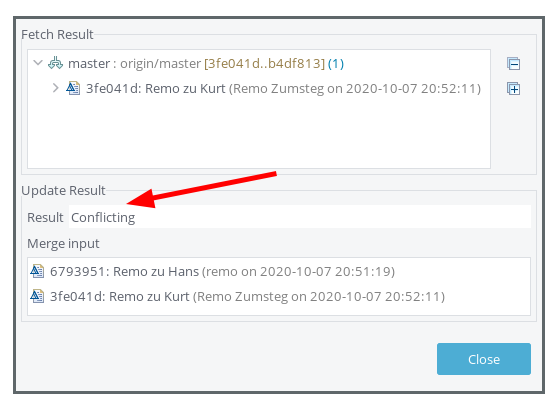 Fetch Result
master : origin/master [3fe041d..b4df813] (1)
3fe041d: Remo zu Kurt (Remo Zumsteg on 2020-10-07 20:52:11)
Update Result
Result Conflicting
Merge input
6793951: Remo zu Hans (remo on 2020-10-07 20:51:19)
3fe041d: Remo zu Kurt (Remo Zumsteg on 2020-10-07 20:52:11)
Close